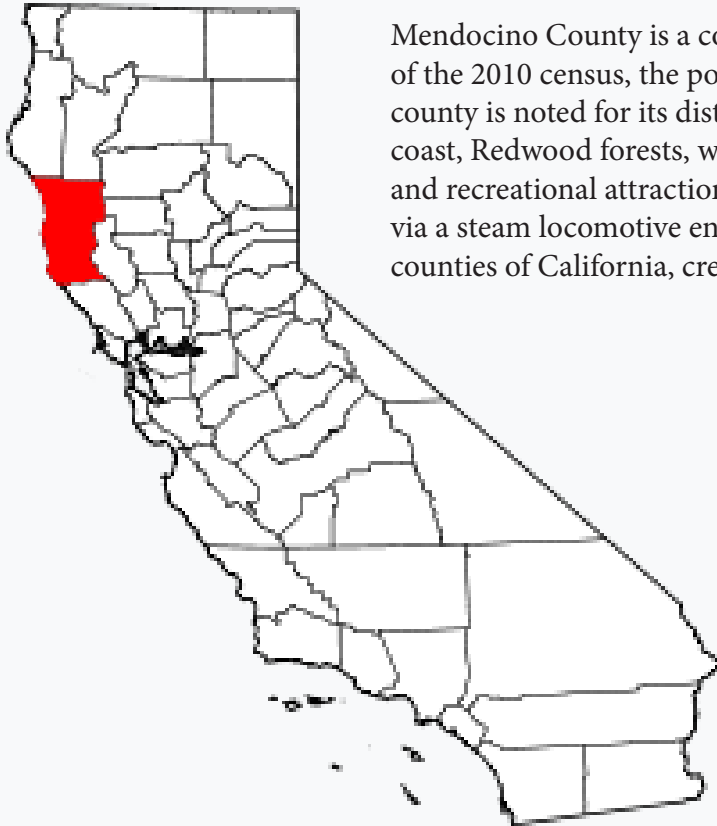 Mendocino County is a co
of the 2010 census, the po
county is noted for its dist
coast, Redwood forests, w
and recreational attraction
via a steam locomotive en
counties of California, cre